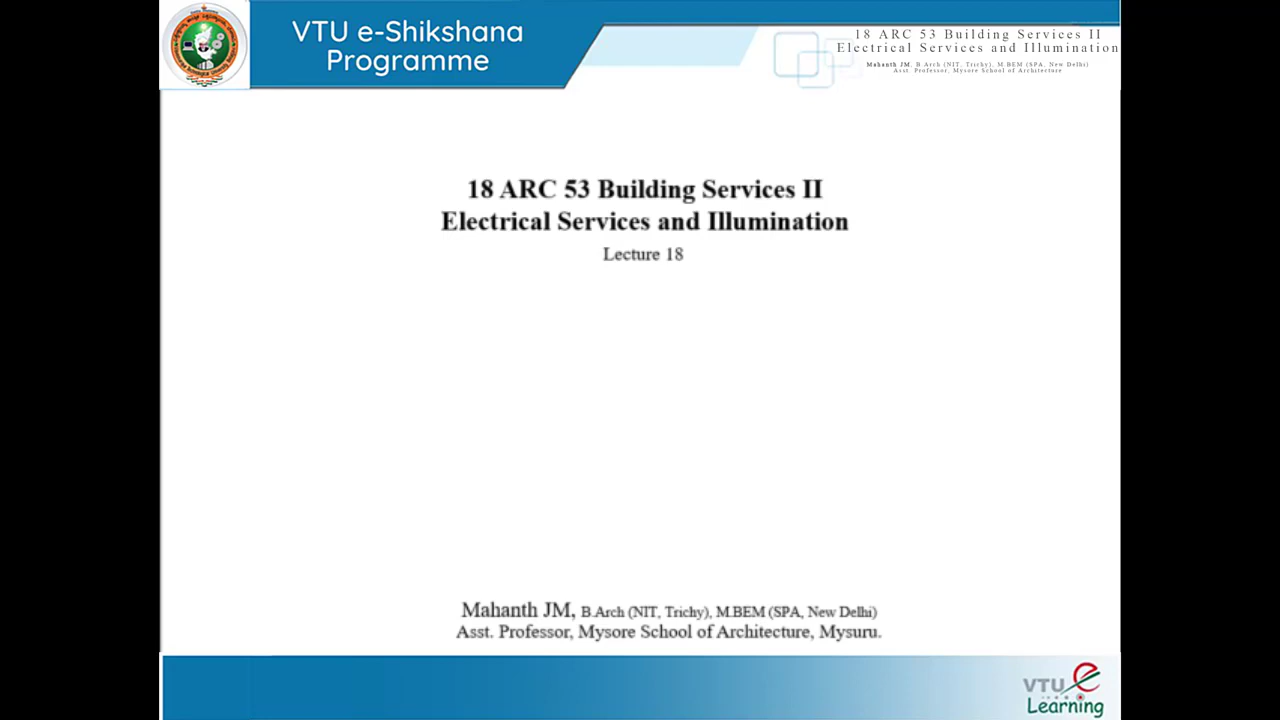 VTU e-Shikshana
Programme
18 ARC 53 Building Services II
Electrical Services and Illumination
Mahanth JM, B.Arch (NIT, Trichy), M.BEM (SPA, New Delhi)
Asst. Professor, Mysore School of Architecture
18 ARC 53 Building Services II
Electrical Services and Illumination
Lecture 18
Mahanth JM, B.Arch (NIT, Trichy), M.BEM (SPA, New Delhi)
Asst. Professor, Mysore School of Architecture, Mysuru.
VTU e
Learning